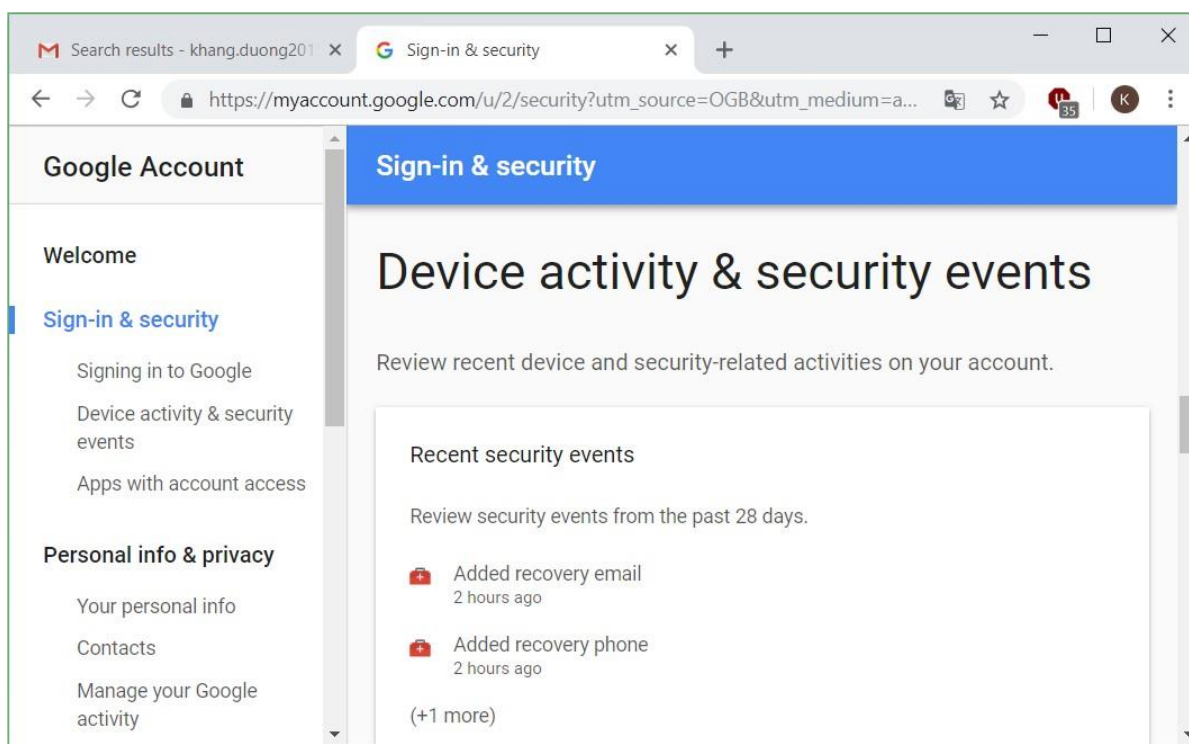 Search results - khang.duong201
Sign-in & security
https://myaccount.google.com/u/2/security?utm_source=OGB&utm_medium=a...
35
K
Google Account
Sign-in & security
Welcome
Sign-in & security
Signing in to Google
Device activity & security
events
Apps with account access
Personal info & privacy
Your personal info
Contacts
Manage your Google
activity
Device activity & security events
Review recent device and security-related activities on your account.
Recent security events
Review security events from the past 28 days.
Added recovery email
2 hours ago
Added recovery phone
2 hours ago
(+1 more)